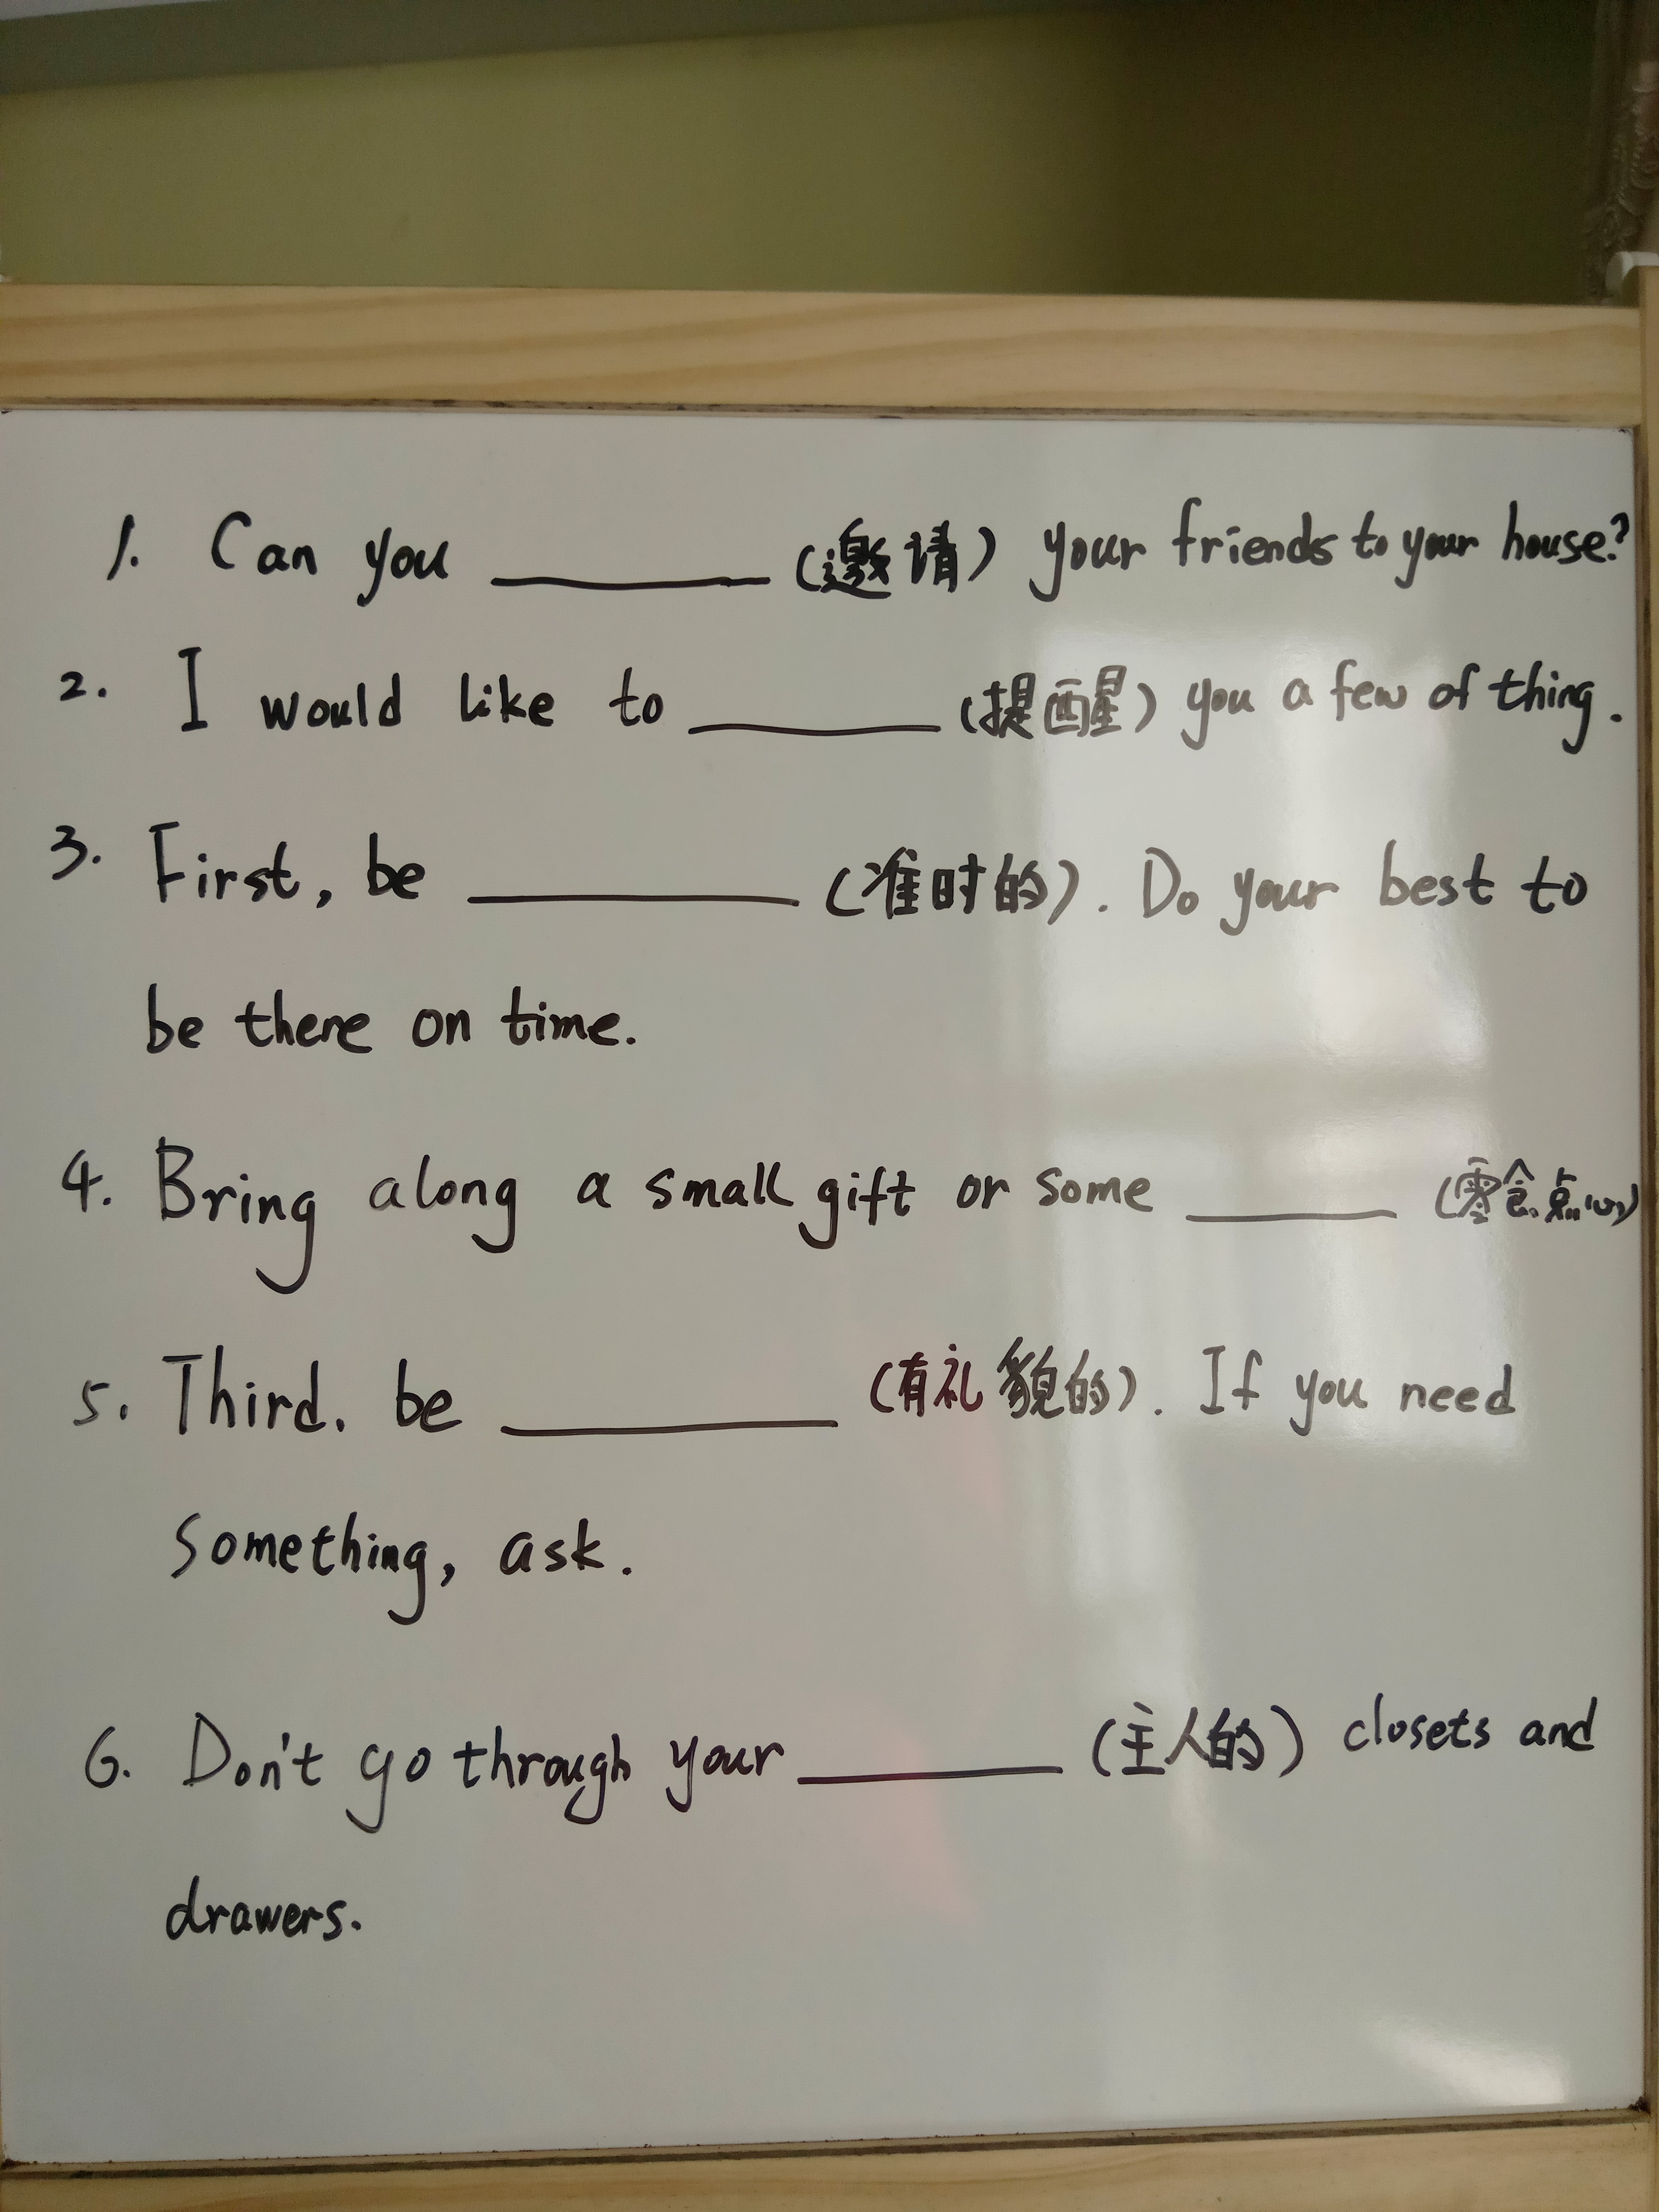 1. Can you ______ (邀请) your friends to your house?
2. I would like to ______ (提醒) you a few of thing.
3. First, be ______ (准时的). Do your best to
be there on time.
4. Bring along a small gift or some ______ (零食点心)
5. Third. be ______ (有礼貌的). If you need
Something, ask.
6. Don't go through your ______ (主人的) closets and
drawers.